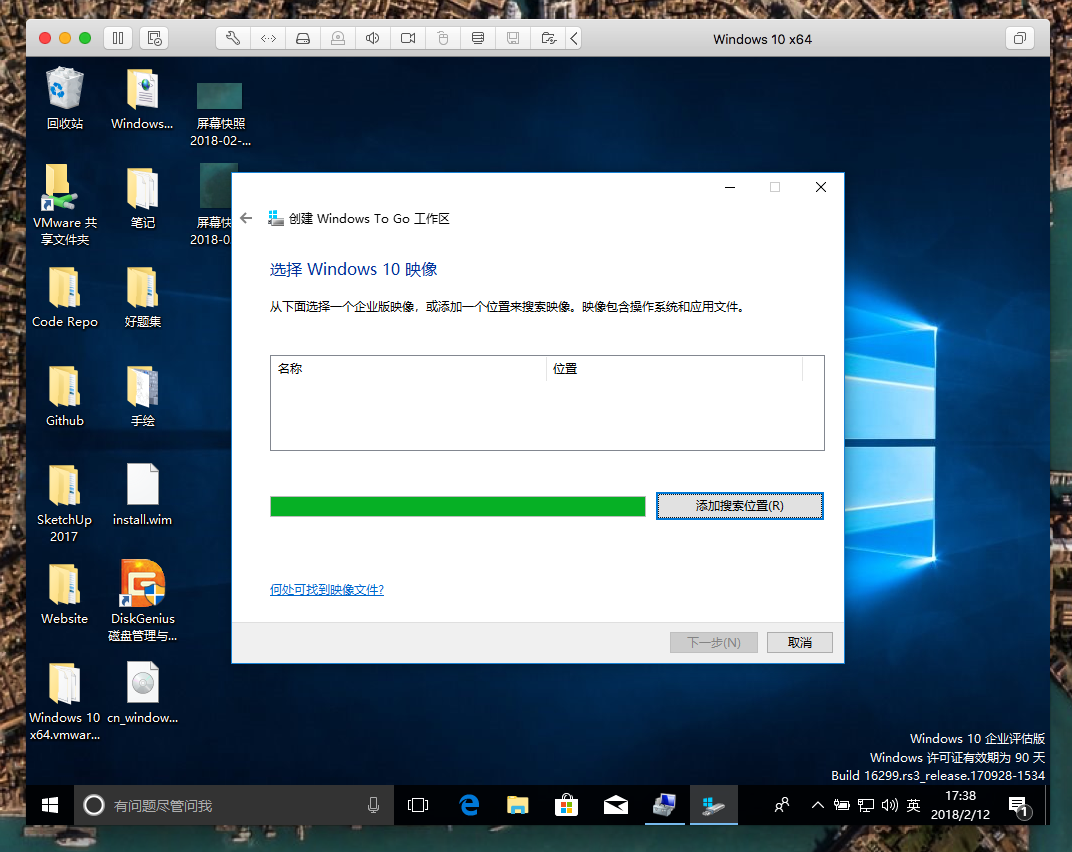 Windows 10 x64
回收站
Windows...
屏幕快照
2018-02-...
VMware 共
享文件夹
笔记
屏幕快
2018-0
Code Repo
好题集
Github
手绘
SketchUp
2017
install.wim
Website
DiskGenius
磁盘管理与...
Windows 10
x64.vmwar...
cn_window...
创建 Windows To Go 工作区
选择 Windows 10 映像
从下面选择一个企业版映像，或添加一个位置来搜索映像。映像包含操作系统和应用文件。
名称
位置
添加搜索位置(R)
何处可找到映像文件?
下一步(N)
取消
Windows 10 企业评估版
Windows 许可证有效期为 90 天
Build 16299.rs3_release.170928-1534
有问题尽管问我
英
17:38
2018/2/12
1